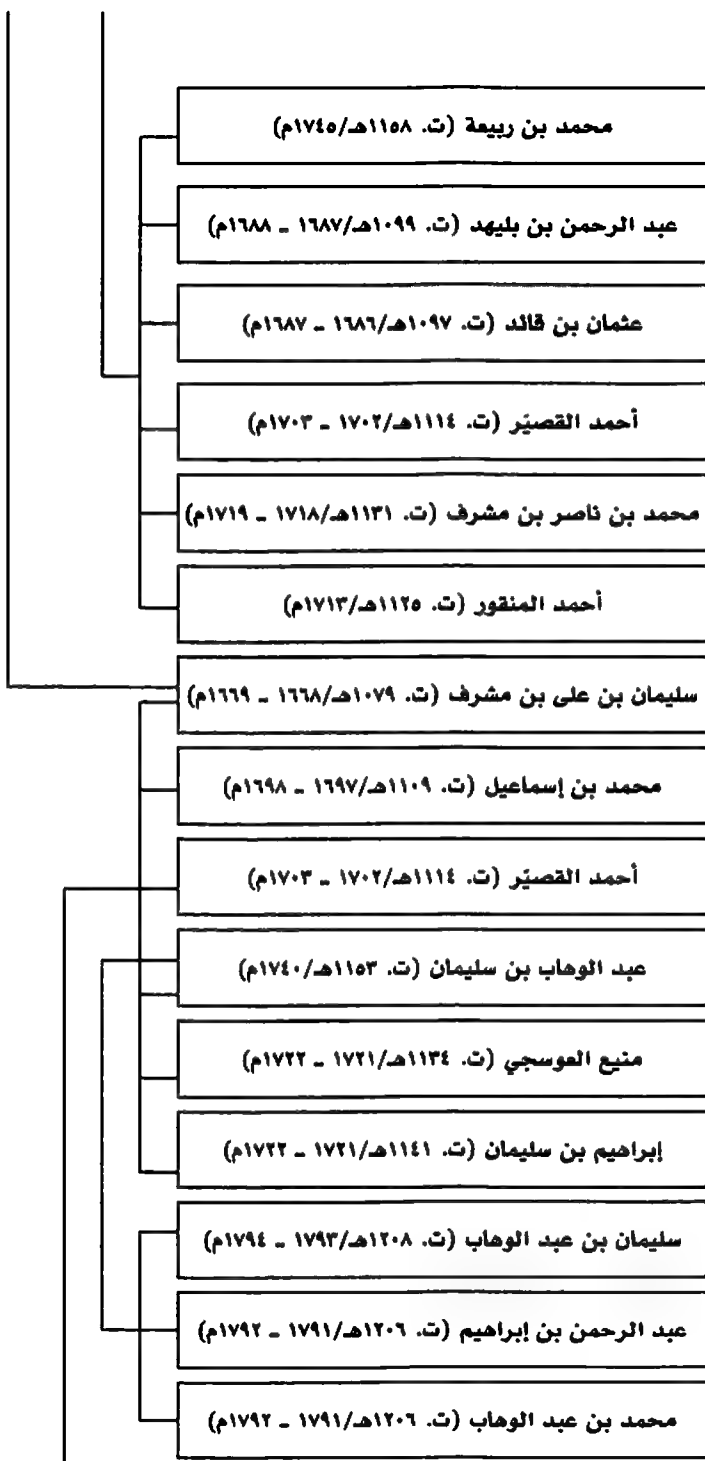 محمد بن ربيعة (ت. ١١٥٨هـ/١٧٤٥م)
عبد الرحمن بن بليهد (ت. ١٠٩٩هـ/١٦٨٧ ـ ١٦٨٨م)
عثمان بن قائد (ت. ١٠٩٧هـ/١٦٨٦ ـ ١٦٨٧م)
أحمد القصيّر (ت. ١١١٤هـ/١٧٠٢ ـ ١٧٠٣م)
محمد بن ناصر بن مشرف (ت. ١١٣١هـ/١٧١٨ ـ ١٧١٩م)
أحمد المنقور (ت. ١١٢٥هـ/١٧١٣م)
سليمان بن على بن مشرف (ت. ١٠٧٩هـ/١٦٦٨ ـ ١٦٦٩م)
محمد بن إسماعيل (ت. ١١٠٩هـ/١٦٩٧ ـ ١٦٩٨م)
أحمد القصيّر (ت. ١١١٤هـ/١٧٠٢ ـ ١٧٠٣م)
عبد الوهاب بن سليمان (ت. ١١٥٣هـ/١٧٤٠م)
منيع العوسجي (ت. ١١٣٤هـ/١٧٢١ ـ ١٧٢٢م)
إبراهيم بن سليمان (ت. ١١٤١هـ/١٧٢١ ـ ١٧٢٢م)
سليمان بن عبد الوهاب (ت. ١٢٠٨هـ/١٧٩٣ ـ ١٧٩٤م)
عبد الرحمن بن إبراهيم (ت. ١٢٠٦هـ/١٧٩١ ـ ١٧٩٢م)
محمد بن عبد الوهاب (ت. ١٢٠٦هـ/١٧٩١ ـ ١٧٩٢م)